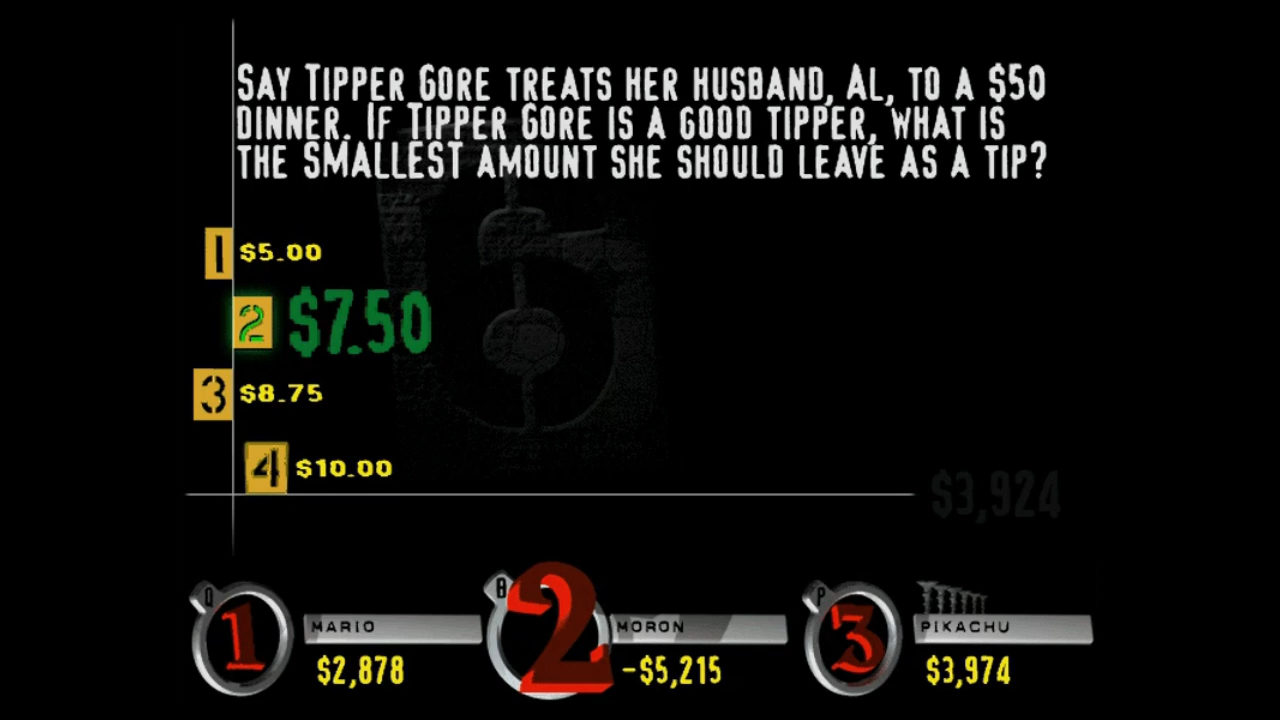 SAY TIPPER GORE TREATS HER HUSBAND, AL, TO A $50
DINNER. IF TIPPER GORE IS A GOOD TIPPER, WHAT IS
THE SMALLEST AMOUNT SHE SHOULD LEAVE AS A TIP?
1 $5.00
2 $7.50
3 $8.75
4 $10.00
$3,924
Q 1 MARIO
$2,878
B 2 MORON
-$5,215
P 3 PIKACHU
$3,974